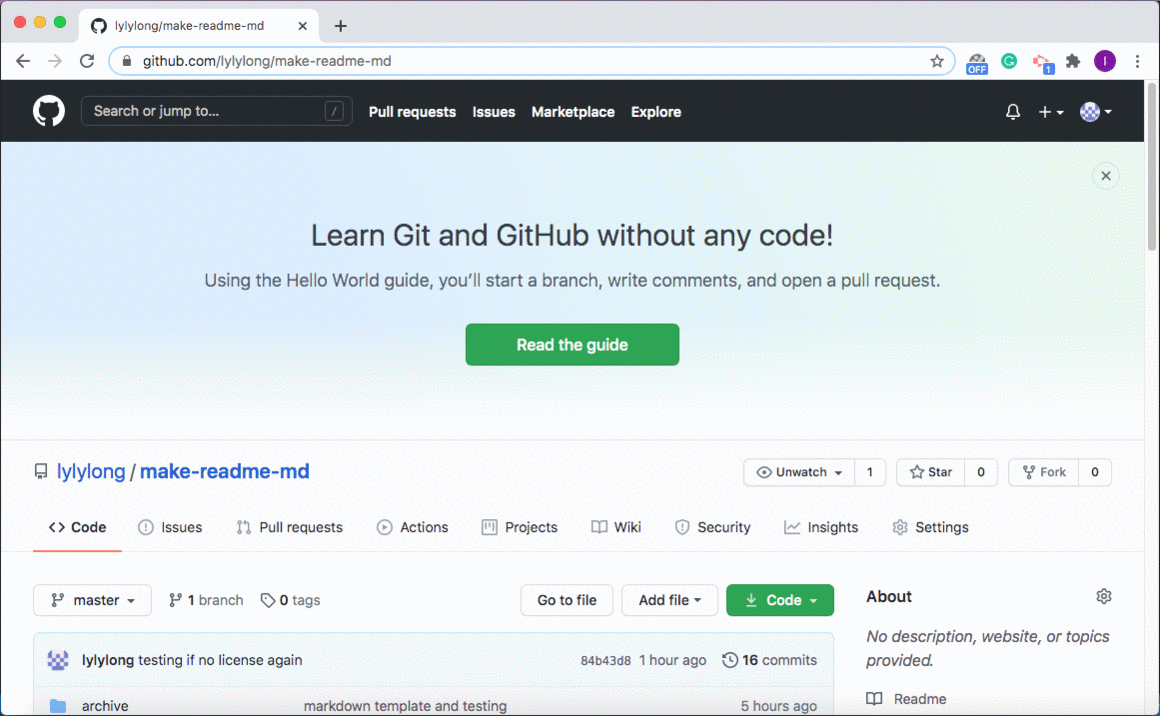 lylylong/make-readme-md
github.com/lylylong/make-readme-md
OFF
1
I
Search or jump to...
/
Pull requests
Issues
Marketplace
Explore
Learn Git and GitHub without any code!
Using the Hello World guide, you’ll start a branch, write comments, and open a pull request.
Read the guide
lylylong / make-readme-md
Unwatch 1
Star 0
Fork 0
Code
Issues
Pull requests
Actions
Projects
Wiki
Security
Insights
Settings
master
1 branch
0 tags
Go to file
Add file
Code
lylylong testing if no license again
84b43d8 1 hour ago
16 commits
archive
markdown template and testing
5 hours ago
About
No description, website, or topics
provided.
Readme